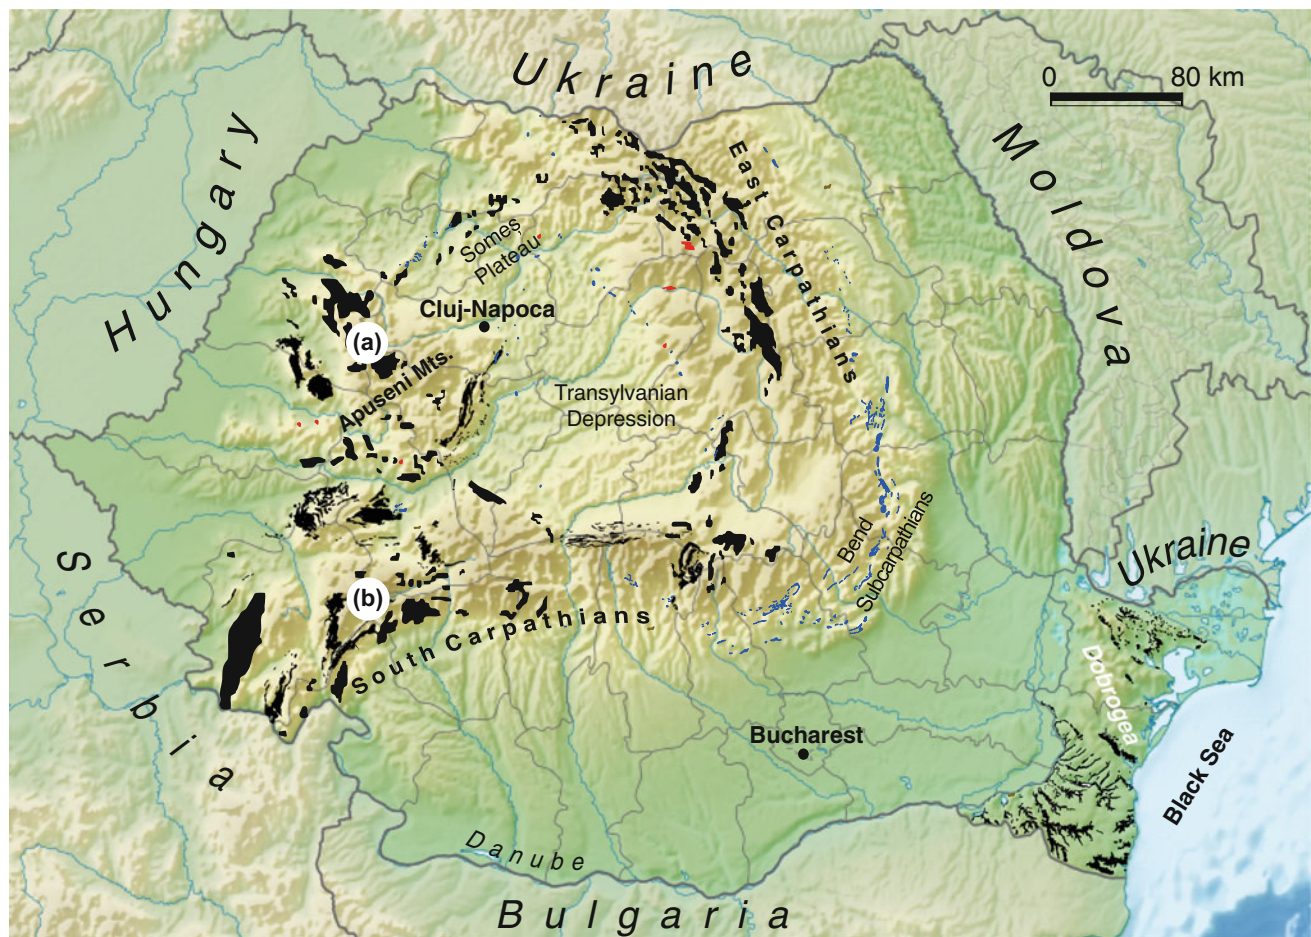 Ukraine
0 80 km
Hungary
Moldova
East Carpathians
Someș
Plateau
Cluj-Napoca
(a)
Apuseni Mts.
Transylvanian
Depression
Serbia
Bend
Subcarpathians
Ukraine
(b)
South Carpathians
Dobrogea
Bucharest
Black Sea
Danube
Bulgaria